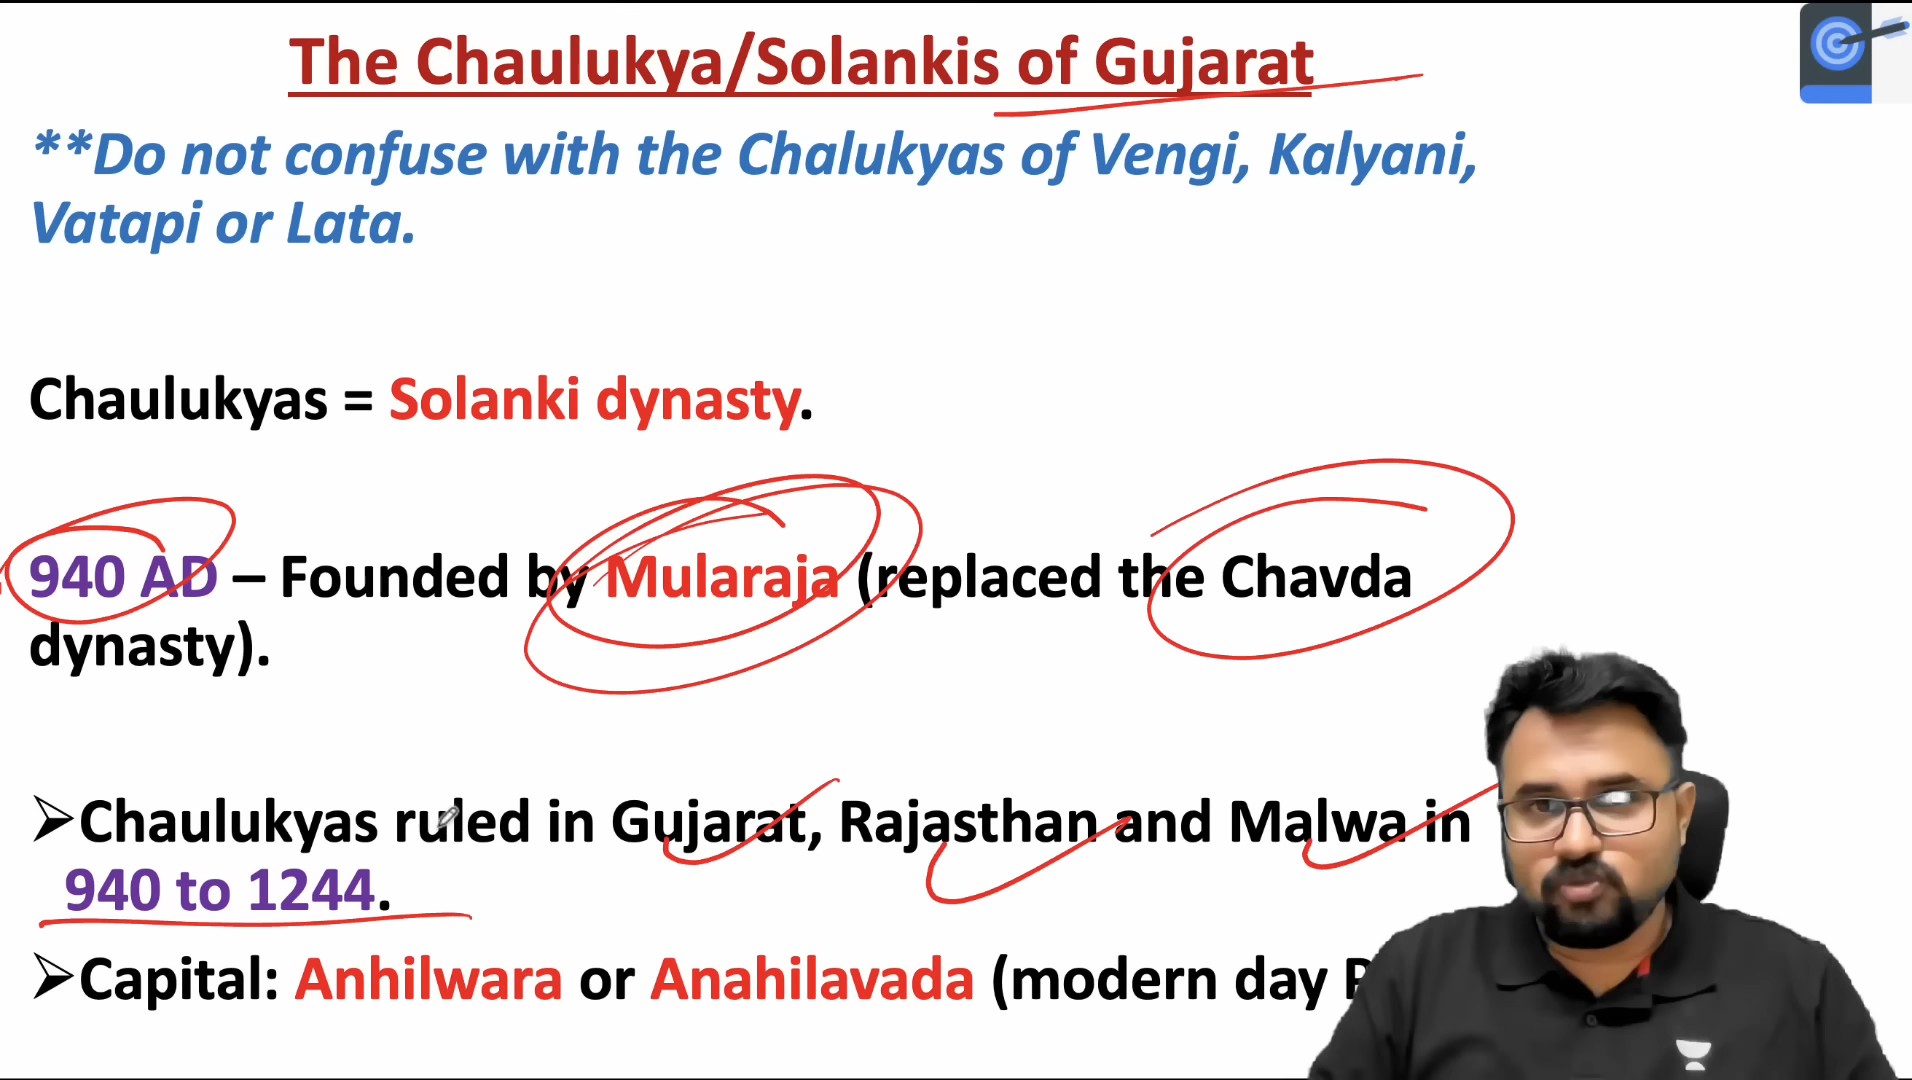 The Chaulukya/Solankis of Gujarat
**Do not confuse with the Chalukyas of Vengi, Kalyani,
Vatapi or Lata.
Chaulukyas = Solanki dynasty.
940 AD – Founded by Mularaja (replaced the Chavda
dynasty).
➢Chaulukyas ruled in Gujarat, Rajasthan and Malwa in
940 to 1244.
➢Capital: Anhilwara or Anahilavada (modern day